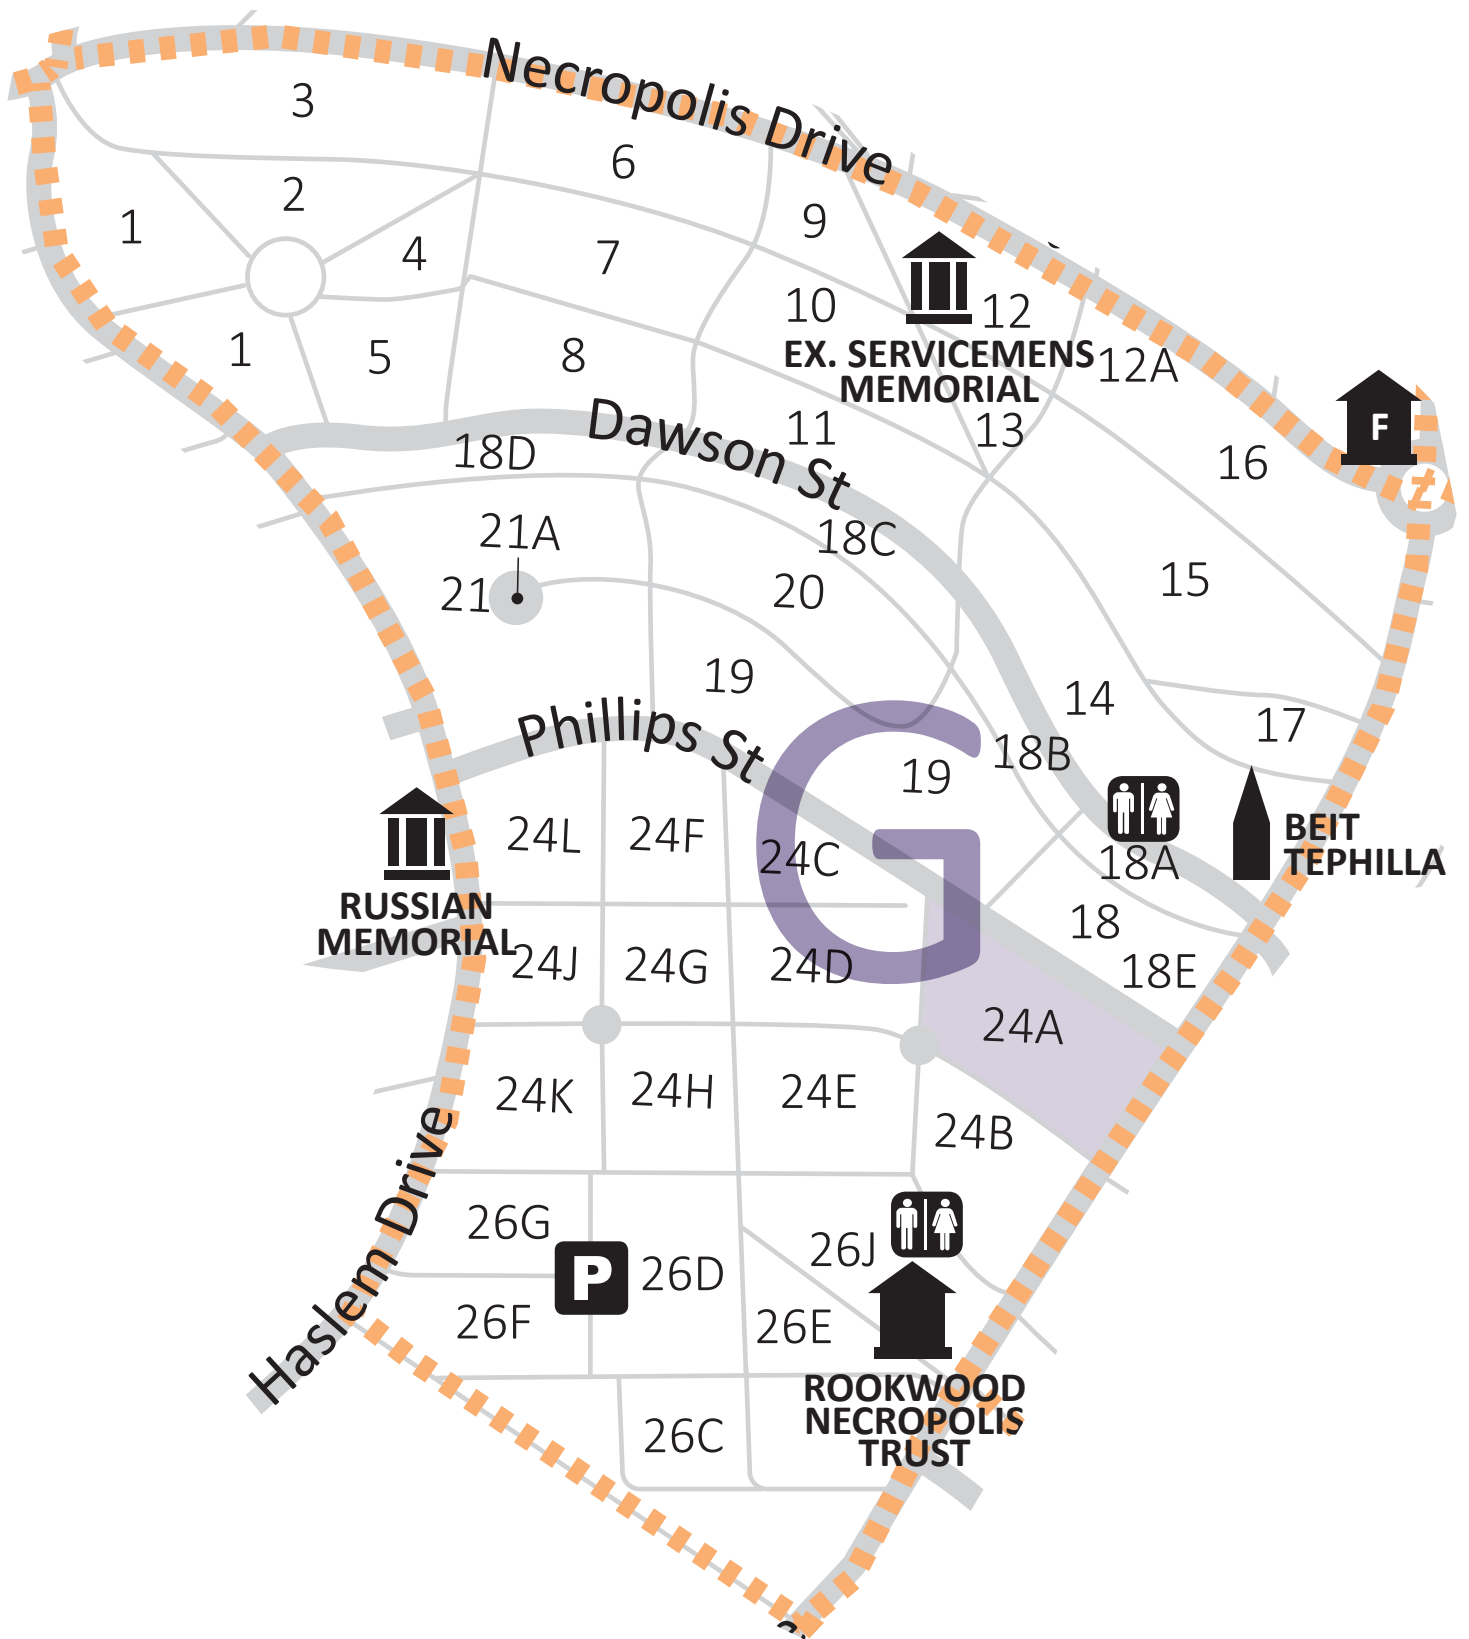 Necropolis Drive
3
6
2
1
9
4
7
10
12
EX. SERVICEMENS
MEMORIAL
12A
1
5
8
F
Dawson St
11
13
18D
16
21A
18C
21
20
15
19
14
Phillips St
17
G
18B
19
24L
24F
24C
18A
BEIT
TEPHILLA
RUSSIAN
MEMORIAL
18
24J
24G
24D
18E
24A
24K
24H
24E
24B
Haslem Drive
26G
26J
P
26D
26F
26E
ROOKWOOD
NECROPOLIS
TRUST
26C